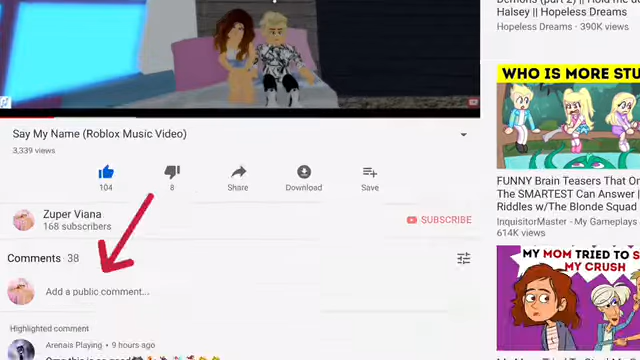 Demons (part 2) || Hold me do
Halsey || Hopeless Dreams
Hopeless Dreams · 390K views
Say My Name (Roblox Music Video)
3,339 views
104
8
Share
Download
Save
Zuper Viana
168 subscribers
SUBSCRIBE
Comments · 38
Add a public comment...
Highlighted comment
Arenais Playing • 9 hours ago
WHO IS MORE STU
FUNNY Brain Teasers That On
The SMARTEST Can Answer |
Riddles w/The Blonde Squad
InquisitorMaster - My Gameplays
614K views
MY MOM TRIED TO S
MY CRUSH